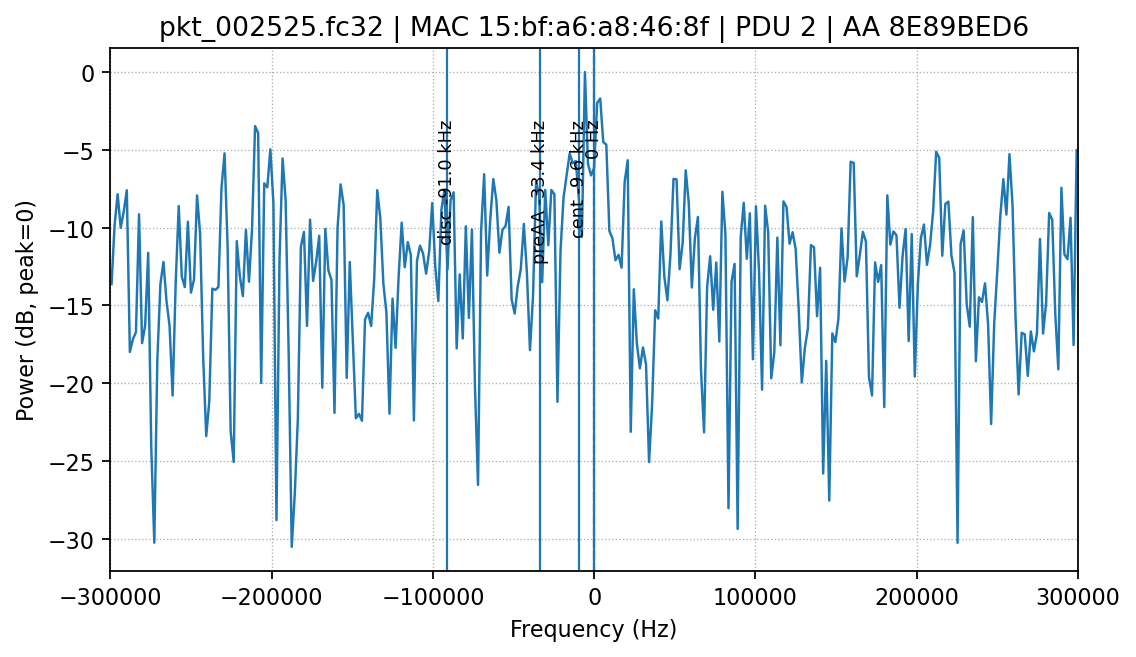 pkt_002525.fc32 | MAC 15:bf:a6:a8:46:8f | PDU 2 | AA 8E89BED6
Power (dB, peak=0)
0
−5
−10
−15
−20
−25
−30
disc -91.0 kHz
preAA -33.4 kHz
cent -9.6 kHz
0 Hz
−300000
−200000
−100000
0
100000
200000
300000
Frequency (Hz)